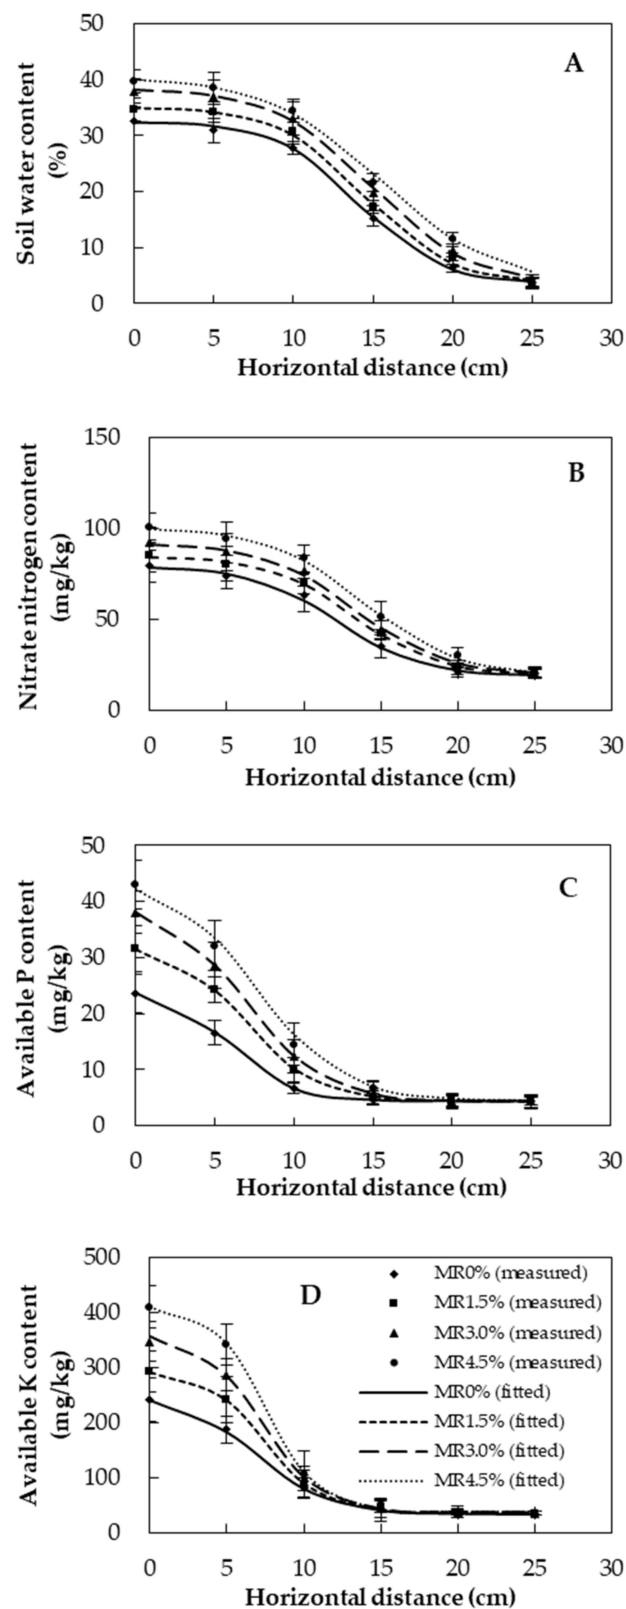 50
40
30
20
10
0
Soil water content
(%)
A
0 5 10 15 20 25 30
Horizontal distance (cm)
150
100
50
0
Nitrate nitrogen content
(mg/kg)
B
0 5 10 15 20 25 30
Horizontal distance (cm)
50
40
30
20
10
0
Available P content
(mg/kg)
C
0 5 10 15 20 25 30
Horizontal distance (cm)
500
400
300
200
100
0
Available K content
(mg/kg)
D
MR0% (measured)
MR1.5% (measured)
MR3.0% (measured)
MR4.5% (measured)
MR0% (fitted)
MR1.5% (fitted)
MR3.0% (fitted)
MR4.5% (fitted)
0 5 10 15 20 25 30
Horizontal distance (cm)